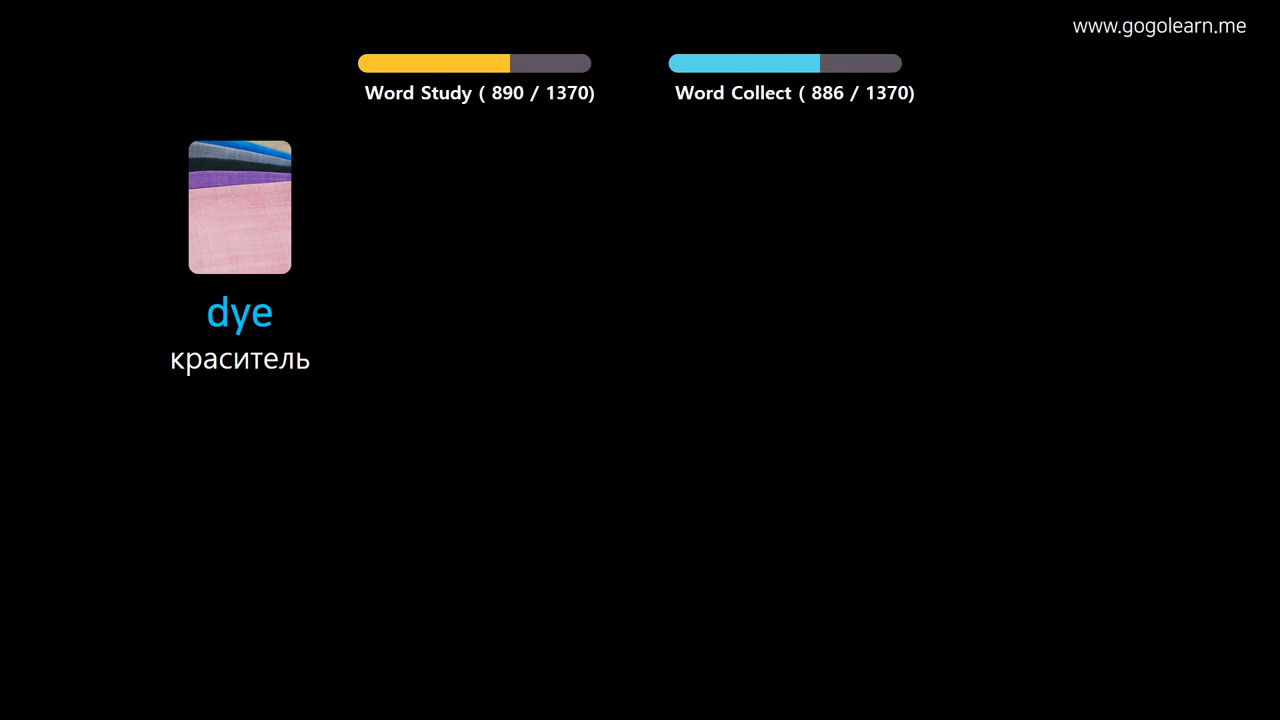 www.gogolearn.me
Word Study ( 890 / 1370)
Word Collect ( 886 / 1370)
dye
краситель